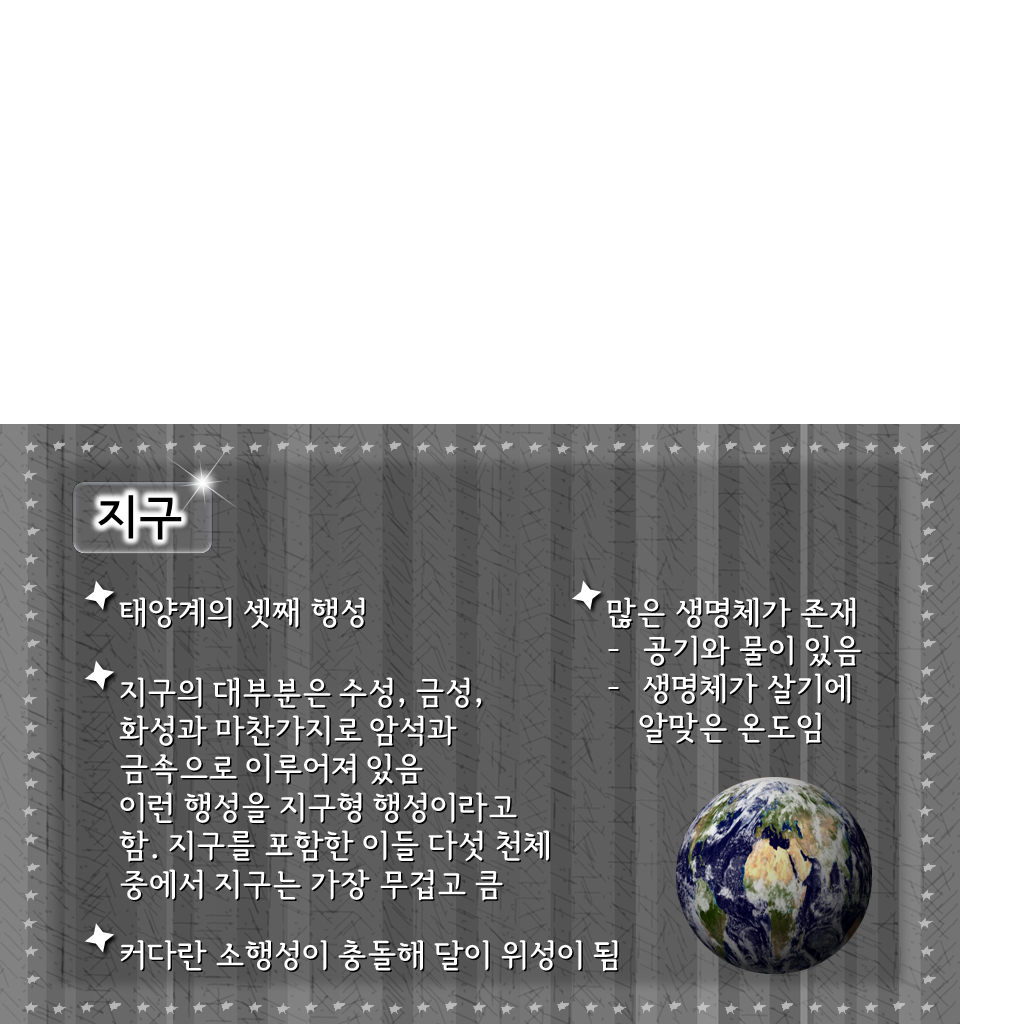 지구
태양계의 셋째 행성
지구의 대부분은 수성, 금성,
화성과 마찬가지로 암석과
금속으로 이루어져 있음
이런 행성을 지구형 행성이라고
함. 지구를 포함한 이들 다섯 천체
중에서 지구는 가장 무겁고 큼
커다란 소행성이 충돌해 달이 위성이 됨
많은 생명체가 존재
- 공기와 물이 있음
- 생명체가 살기에
알맞은 온도임